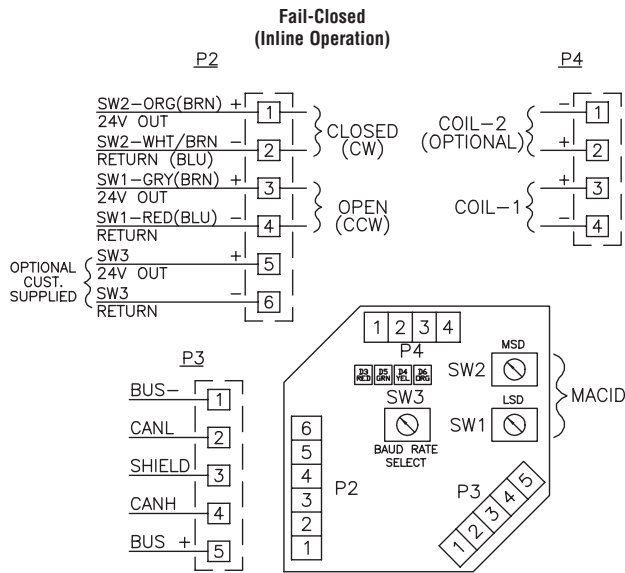 Fail-Closed
(Inline Operation)
P2
SW2-ORG(BRN) +
24V OUT
1
SW2-WHT/BRN -
RETURN (BLU)
2
CLOSED
(CW)
SW1-GRY(BRN) +
24V OUT
3
SW1-RED(BLU) -
RETURN
4
OPEN
(CCW)
OPTIONAL
CUST.
SUPPLIED
SW3 +
24V OUT
5
SW3 -
RETURN
6
P4
COIL-2
(OPTIONAL)
- 1
+ 2
COIL-1
+ 3
- 4
P3
BUS- 1
CANL 2
SHIELD 3
CANH 4
BUS + 5
1 2 3 4
P4
D3 RED
D5 GRN
D4 YEL
D6 ORG
SW3
BAUD RATE
SELECT
MSD
SW2
LSD
SW1
MACID
6
5
4
3
2
1
P2
P3
1 2 3 4 5